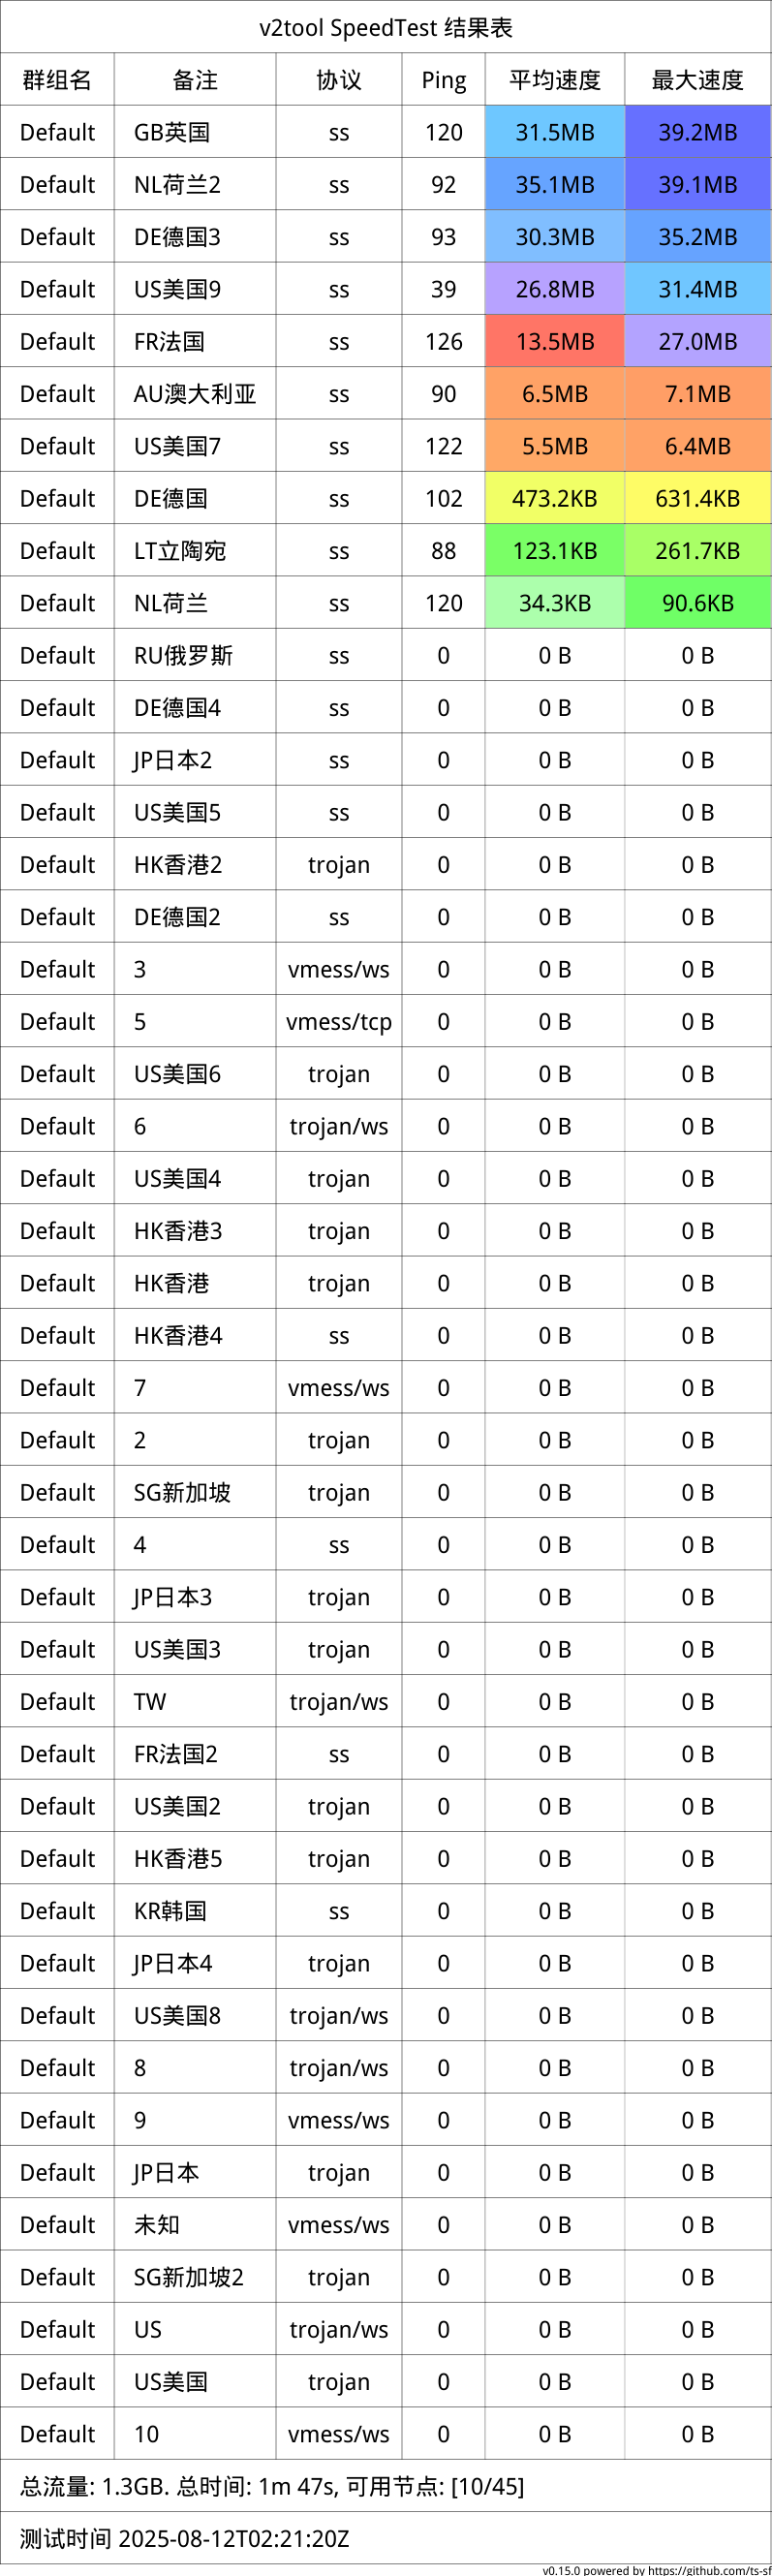 v2tool SpeedTest 结果表
群组名 备注 协议 Ping 平均速度 最大速度
Default GB英国 ss 120 31.5MB 39.2MB
Default NL荷兰2 ss 92 35.1MB 39.1MB
Default DE德国3 ss 93 30.3MB 35.2MB
Default US美国9 ss 39 26.8MB 31.4MB
Default FR法国 ss 126 13.5MB 27.0MB
Default AU澳大利亚 ss 90 6.5MB 7.1MB
Default US美国7 ss 122 5.5MB 6.4MB
Default DE德国 ss 102 473.2KB 631.4KB
Default LT立陶宛 ss 88 123.1KB 261.7KB
Default NL荷兰 ss 120 34.3KB 90.6KB
Default RU俄罗斯 ss 0 0 B 0 B
Default DE德国4 ss 0 0 B 0 B
Default JP日本2 ss 0 0 B 0 B
Default US美国5 ss 0 0 B 0 B
Default HK香港2 trojan 0 0 B 0 B
Default DE德国2 ss 0 0 B 0 B
Default 3 vmess/ws 0 0 B 0 B
Default 5 vmess/tcp 0 0 B 0 B
Default US美国6 trojan 0 0 B 0 B
Default 6 trojan/ws 0 0 B 0 B
Default US美国4 trojan 0 0 B 0 B
Default HK香港3 trojan 0 0 B 0 B
Default HK香港 trojan 0 0 B 0 B
Default HK香港4 ss 0 0 B 0 B
Default 7 vmess/ws 0 0 B 0 B
Default 2 trojan 0 0 B 0 B
Default SG新加坡 trojan 0 0 B 0 B
Default 4 ss 0 0 B 0 B
Default JP日本3 trojan 0 0 B 0 B
Default US美国3 trojan 0 0 B 0 B
Default TW trojan/ws 0 0 B 0 B
Default FR法国2 ss 0 0 B 0 B
Default US美国2 trojan 0 0 B 0 B
Default HK香港5 trojan 0 0 B 0 B
Default KR韩国 ss 0 0 B 0 B
Default JP日本4 trojan 0 0 B 0 B
Default US美国8 trojan/ws 0 0 B 0 B
Default 8 trojan/ws 0 0 B 0 B
Default 9 vmess/ws 0 0 B 0 B
Default JP日本 trojan 0 0 B 0 B
Default 未知 vmess/ws 0 0 B 0 B
Default SG新加坡2 trojan 0 0 B 0 B
Default US trojan/ws 0 0 B 0 B
Default US美国 trojan 0 0 B 0 B
Default 10 vmess/ws 0 0 B 0 B
总流量: 1.3GB. 总时间: 1m 47s, 可用节点: [10/45]
测试时间 2025-08-12T02:21:20Z
v0.15.0 powered by https://github.com/ts-sf